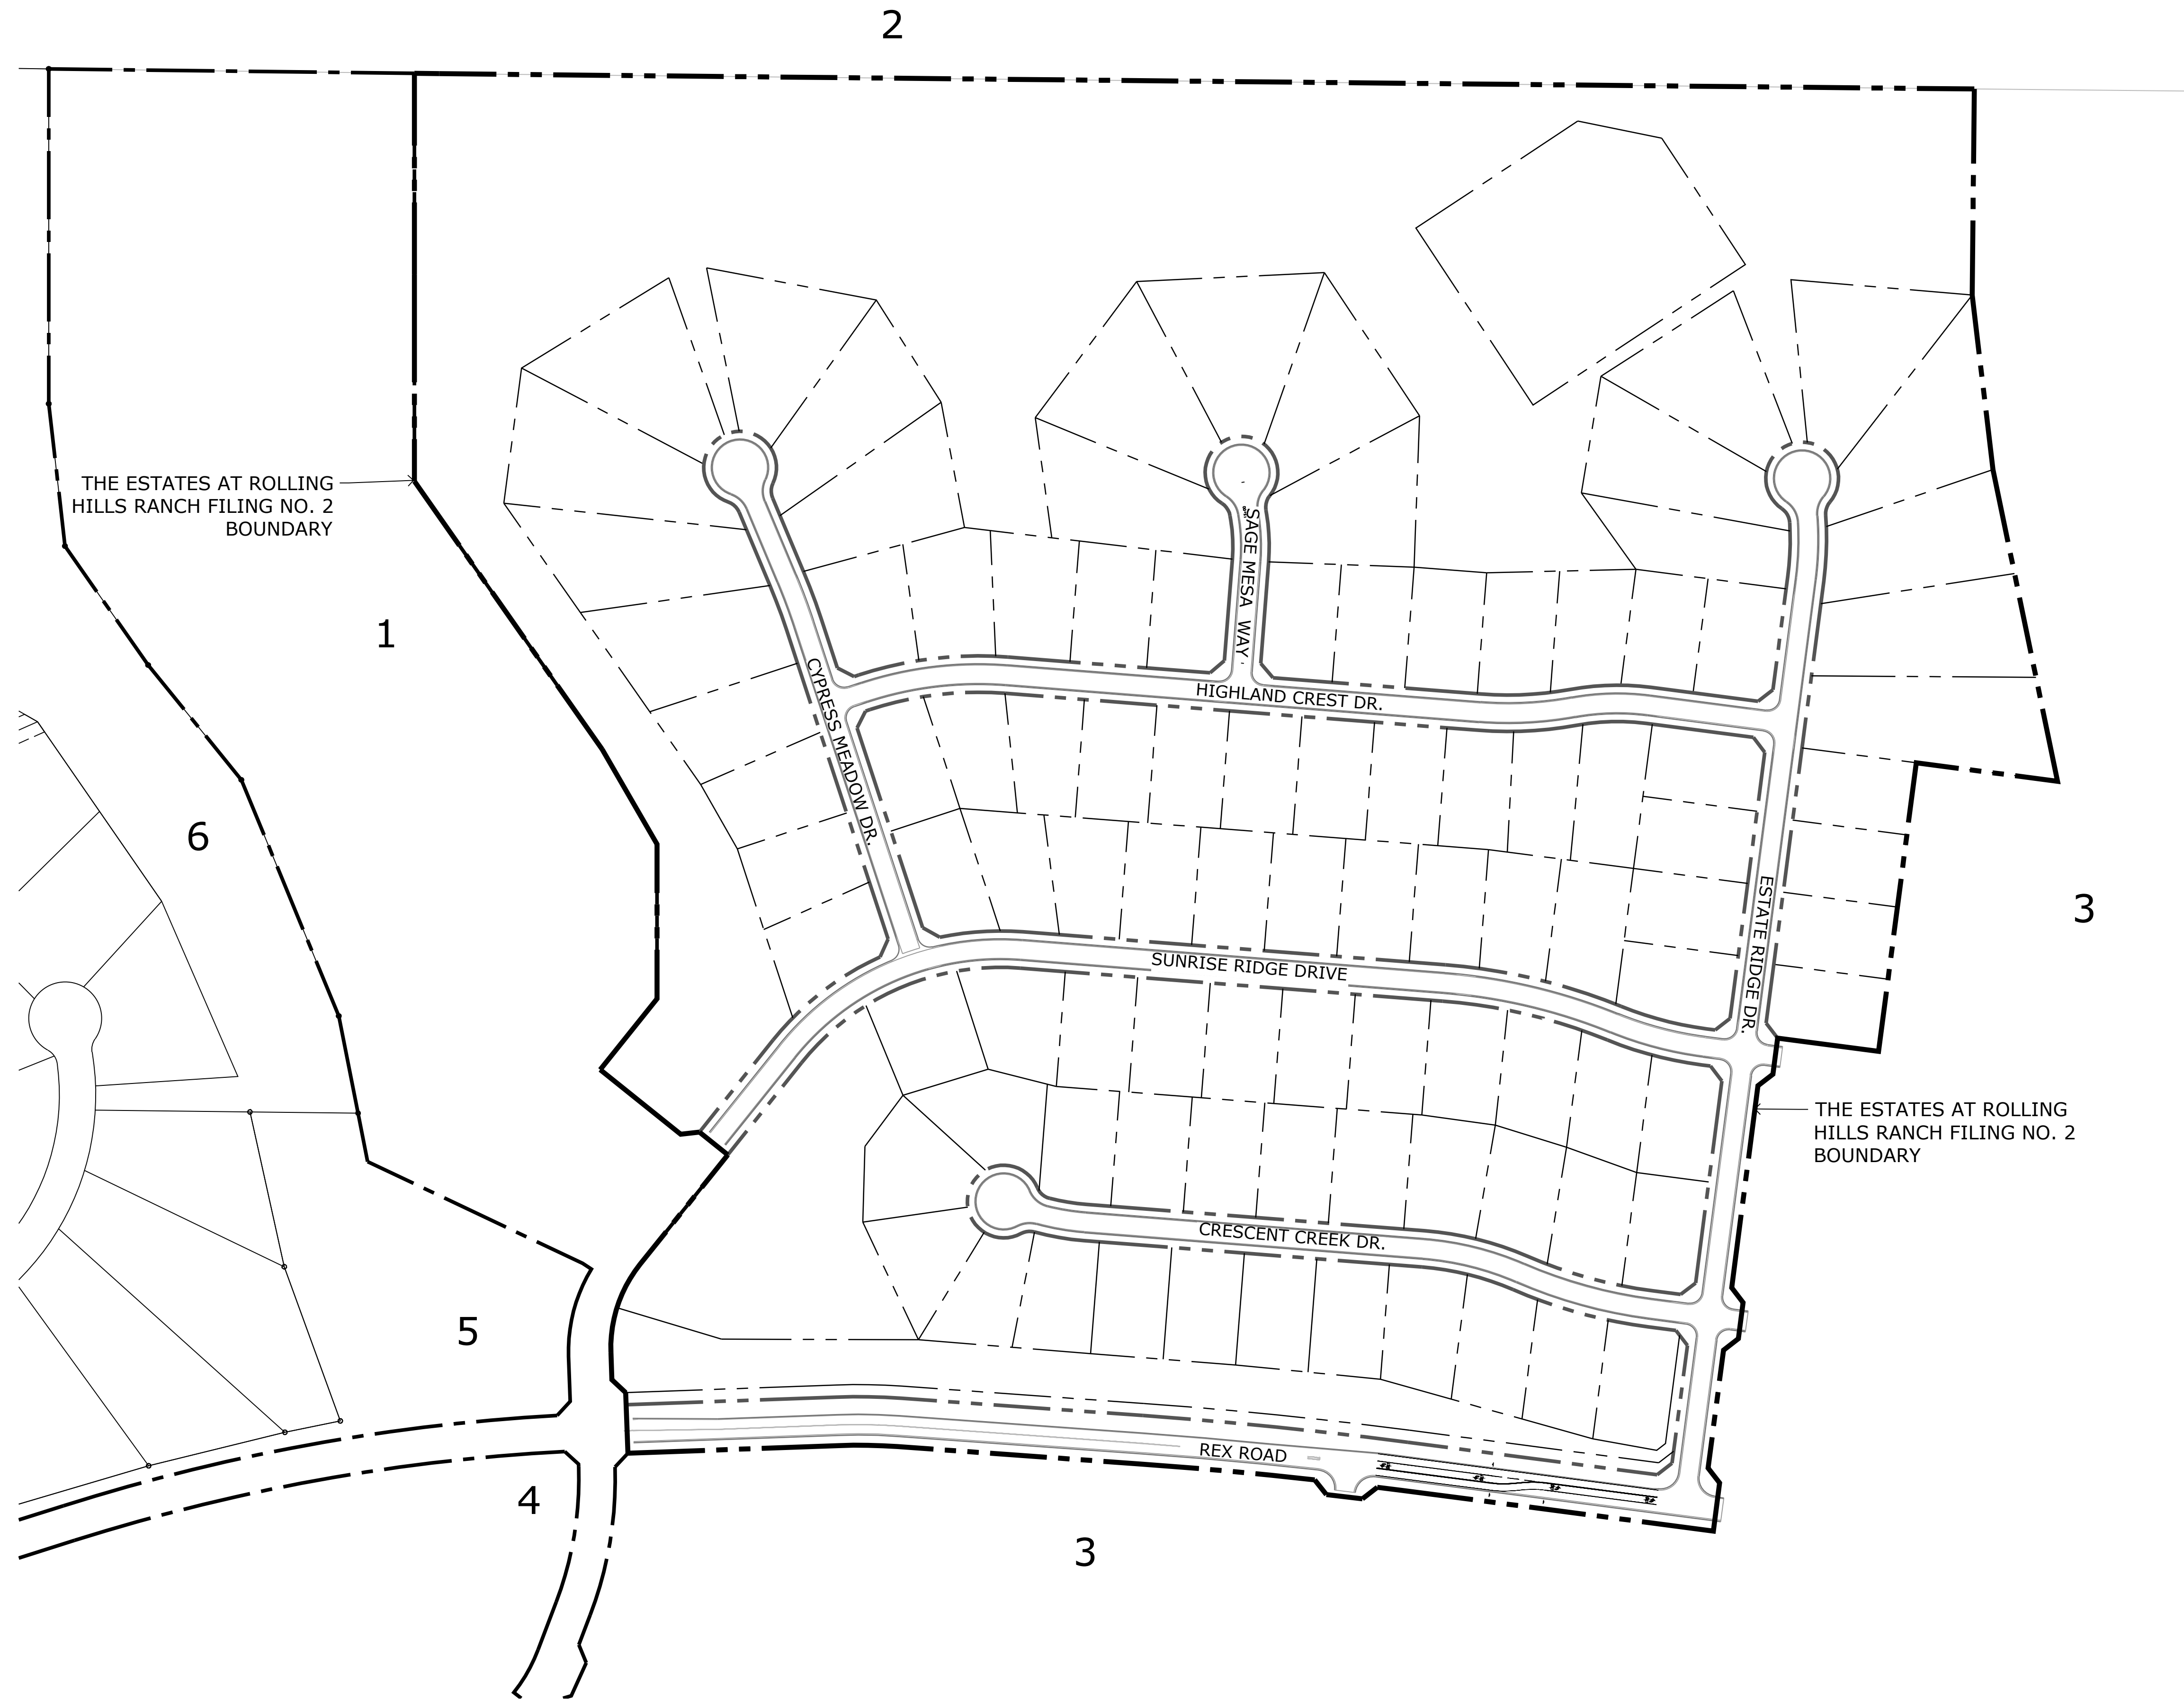 2
THE ESTATES AT ROLLING
HILLS RANCH FILING NO. 2
BOUNDARY
1
SAGE MESA WAY
CYPRESS MEADOW DR.
HIGHLAND CREST DR.
6
ESTATE RIDGE DR.
3
SUNRISE RIDGE DRIVE
THE ESTATES AT ROLLING
HILLS RANCH FILING NO. 2
BOUNDARY
CRESCENT CREEK DR.
5
REX ROAD
4
3